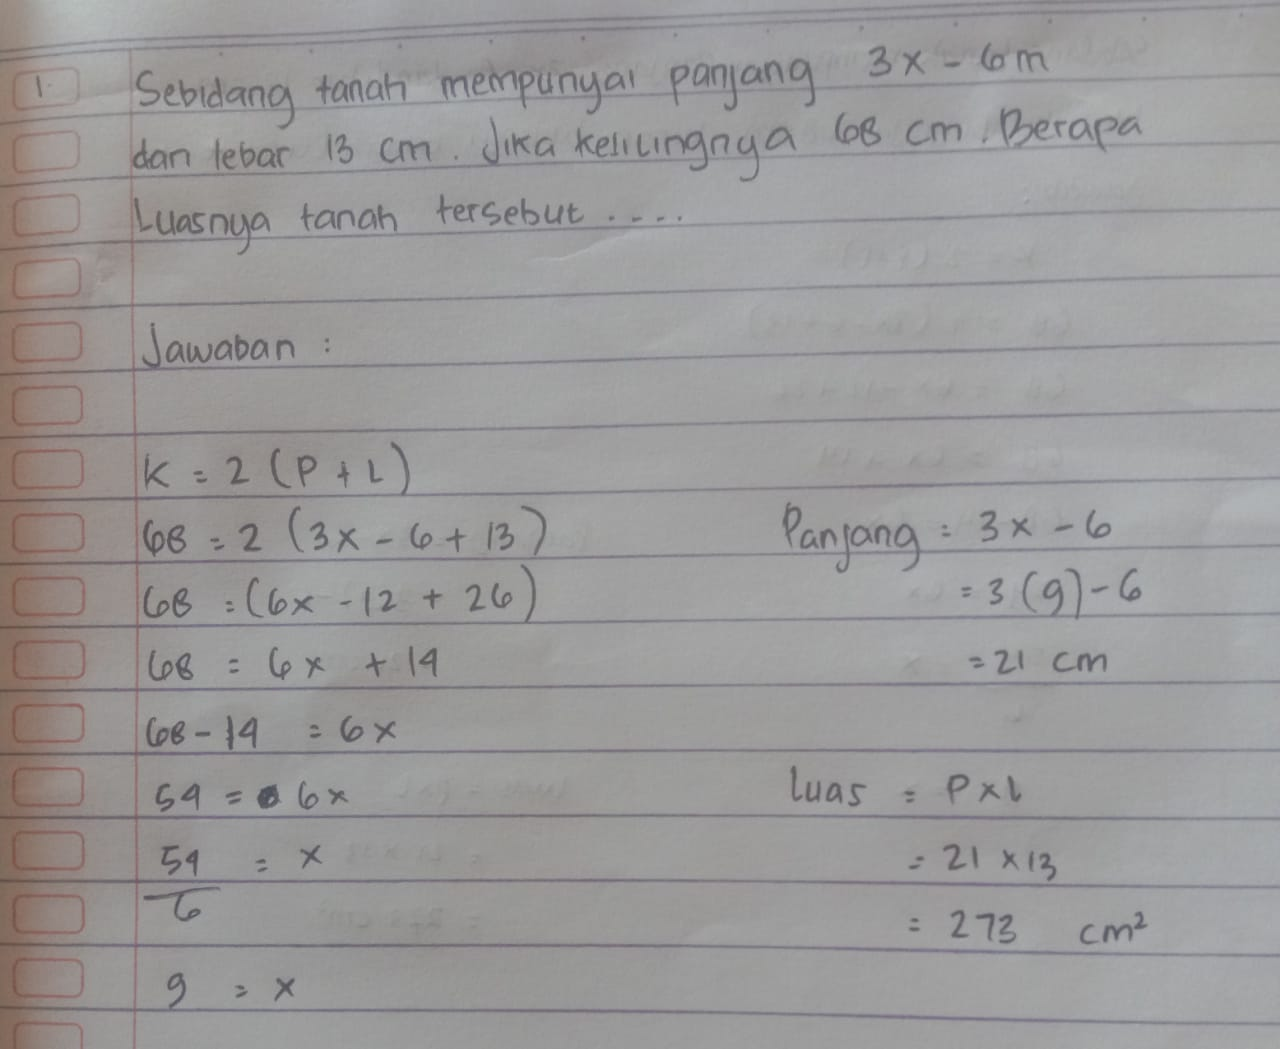 1. Sebidang tanah mempunyai panjang 3x - 6 m
dan lebar 13 cm. Jika kelilingnya 68 cm. Berapa
Luasnya tanah tersebut ....
Jawaban :
K = 2 (P + L)
68 = 2 (3x - 6 + 13)
68 = (6x - 12 + 26)
68 = 6x + 14
68 - 14 = 6x
54 = 6x
54 = x
6
9 = x
Panjang = 3x - 6
= 3 (9) - 6
= 21 cm
Luas = P x L
= 21 x 13
= 273 cm²